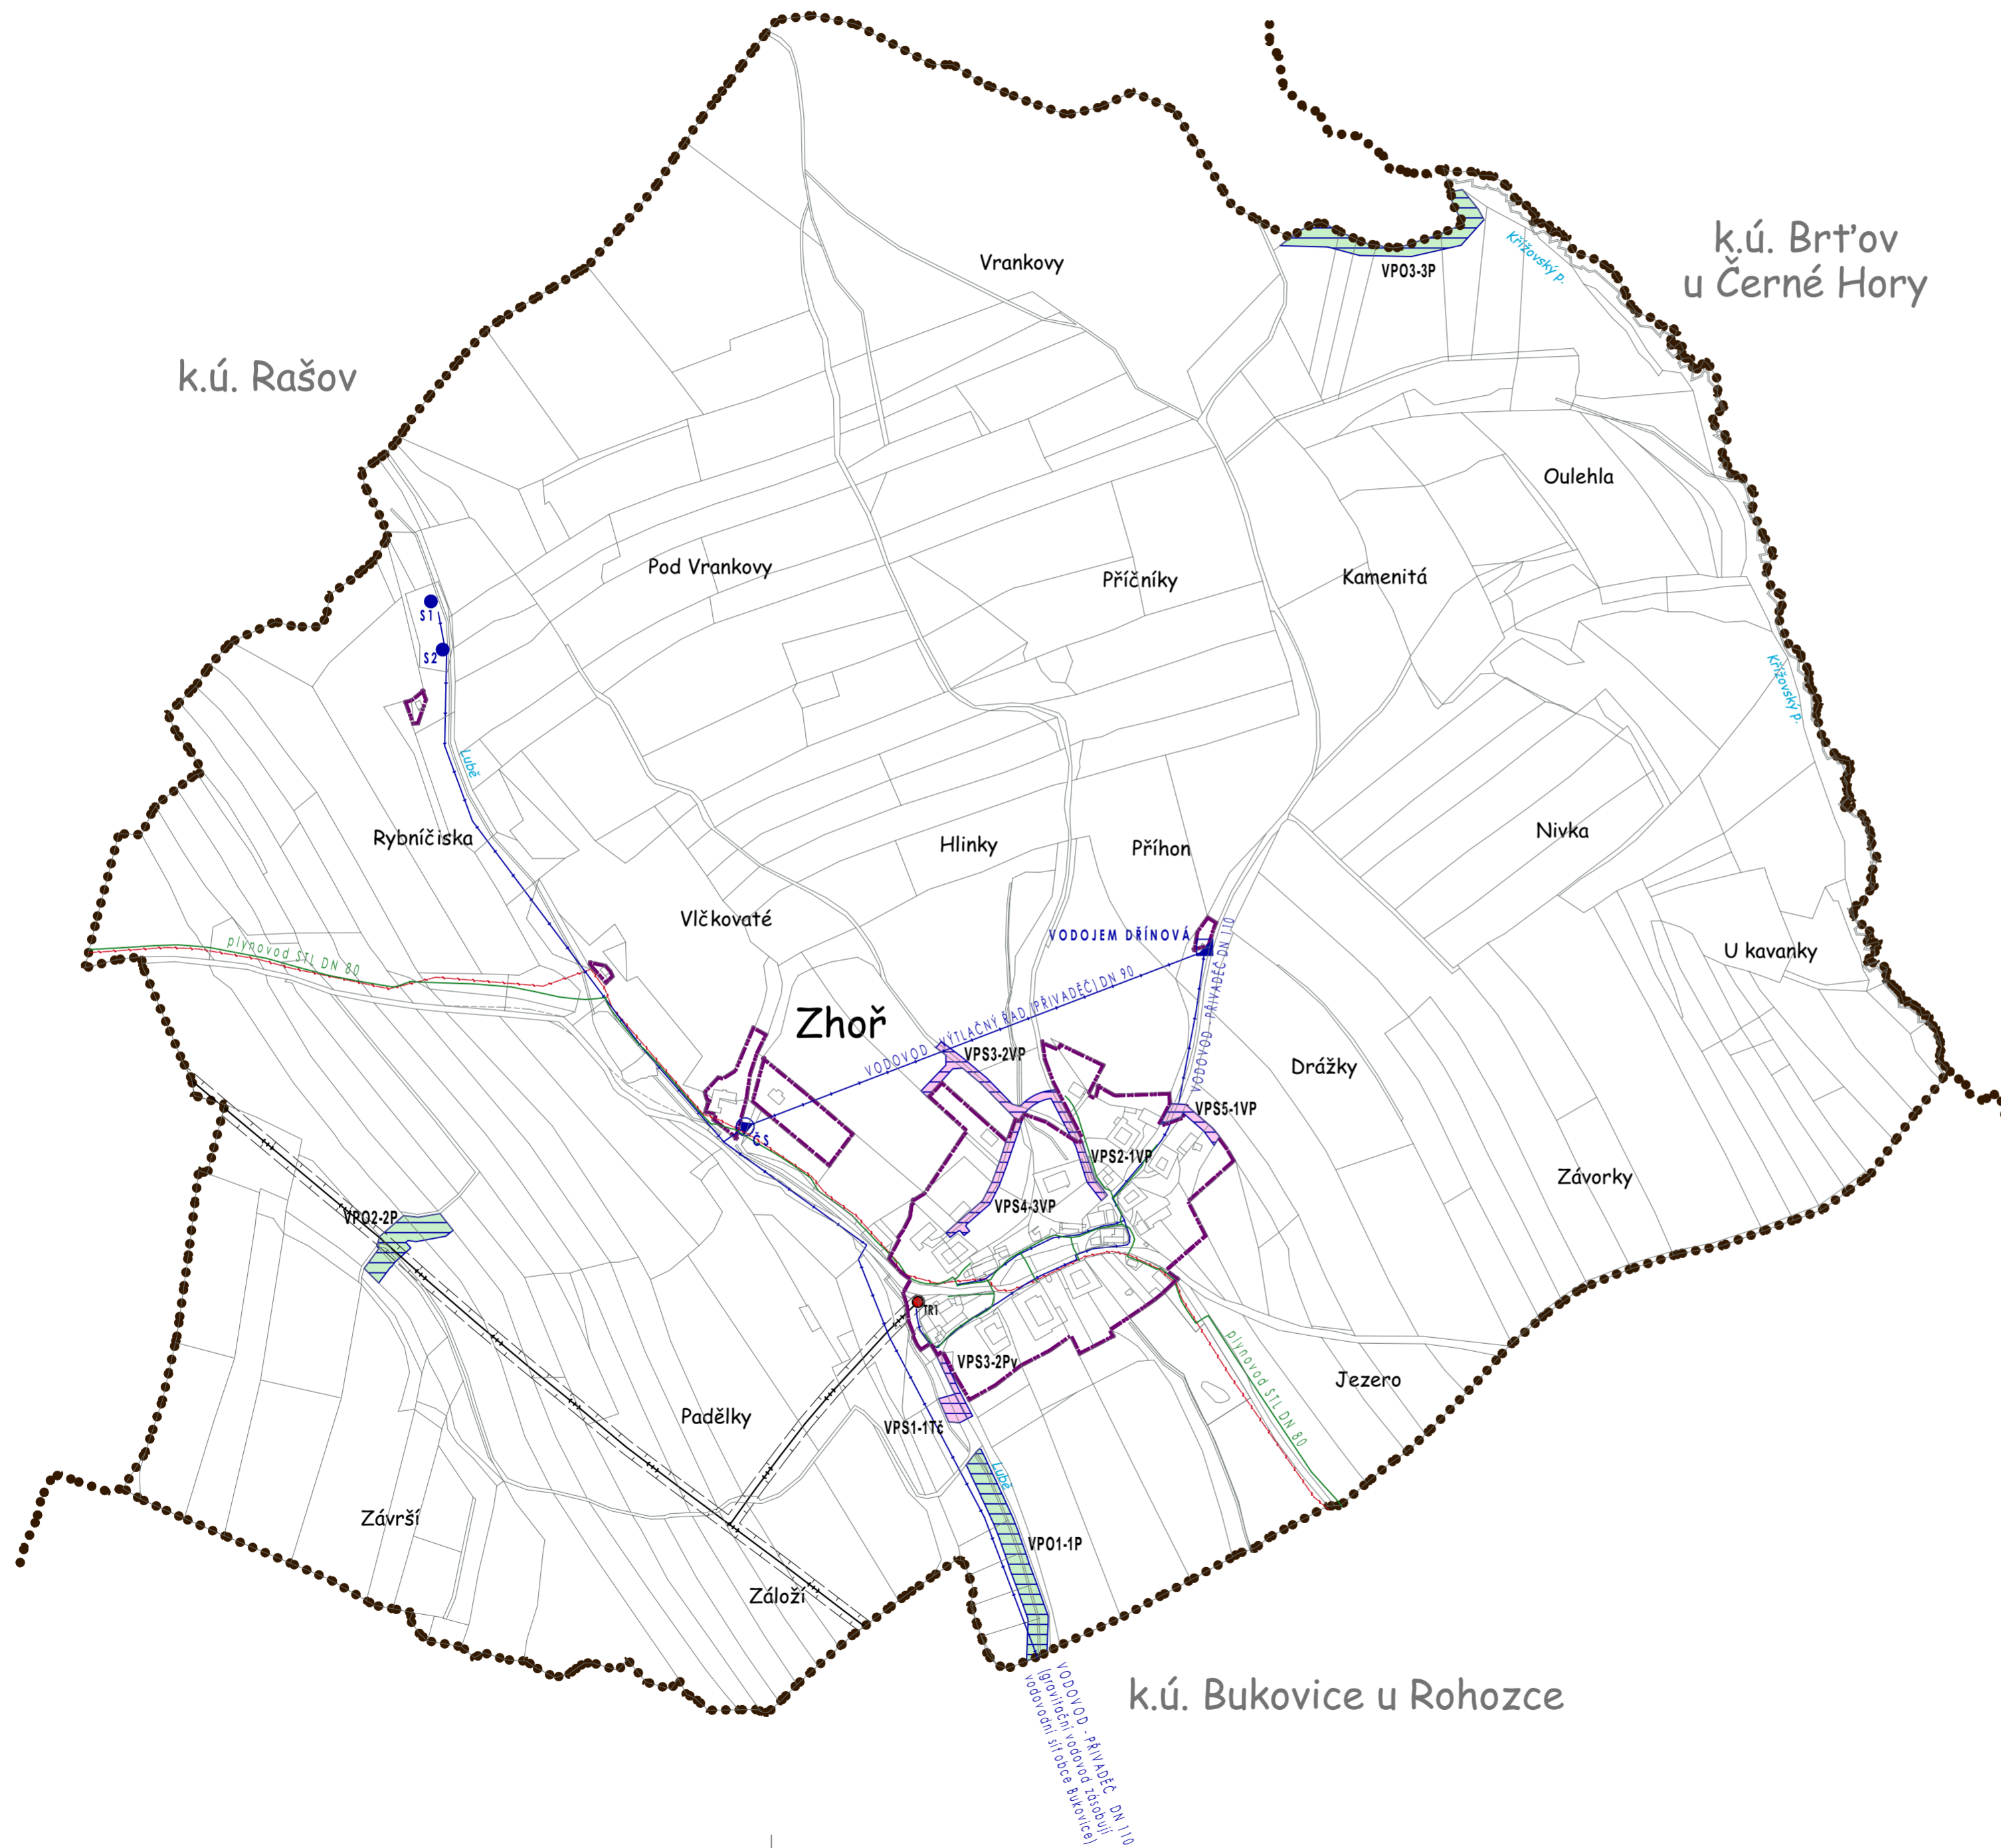 Vrankovy
k.ú. Brťov
u Černé Hory
Křížovský p.
VPO3-3P
k.ú. Rašov
Oulehla
Pod Vrankovy
Příčníky
Kamenitá
S1
S2
Křížovský p.
Lubě
Rybníčiska
Hlinky
Příhon
Nivka
Vlčkovaté
VODOJEM DŘÍNOVÁ
U kavanky
plynovod STL DN 80
VODOVOD - VÝTLAČNÝ ŘAD (PŘIVADĚČ) DN 90
VODOVOD - PŘIVADĚČ DN 110
Zhoř
VPS3-2VP
Drážky
VPS5-1VP
ČS
VPS2-1VP
Závorky
VPS4-3VP
VPO2-2P
TR1
VPS3-2Pv
Jezero
plynovod STL DN 80
Padělky
VPS1-1Tč
Lubě
Závrší
VPO1-1P
Záloží
k.ú. Bukovice u Rohozce
VODOVOD - PŘIVADĚČ DN 110
(gravitační vodovod zásobují
vodovodní síť obce Bukovice)